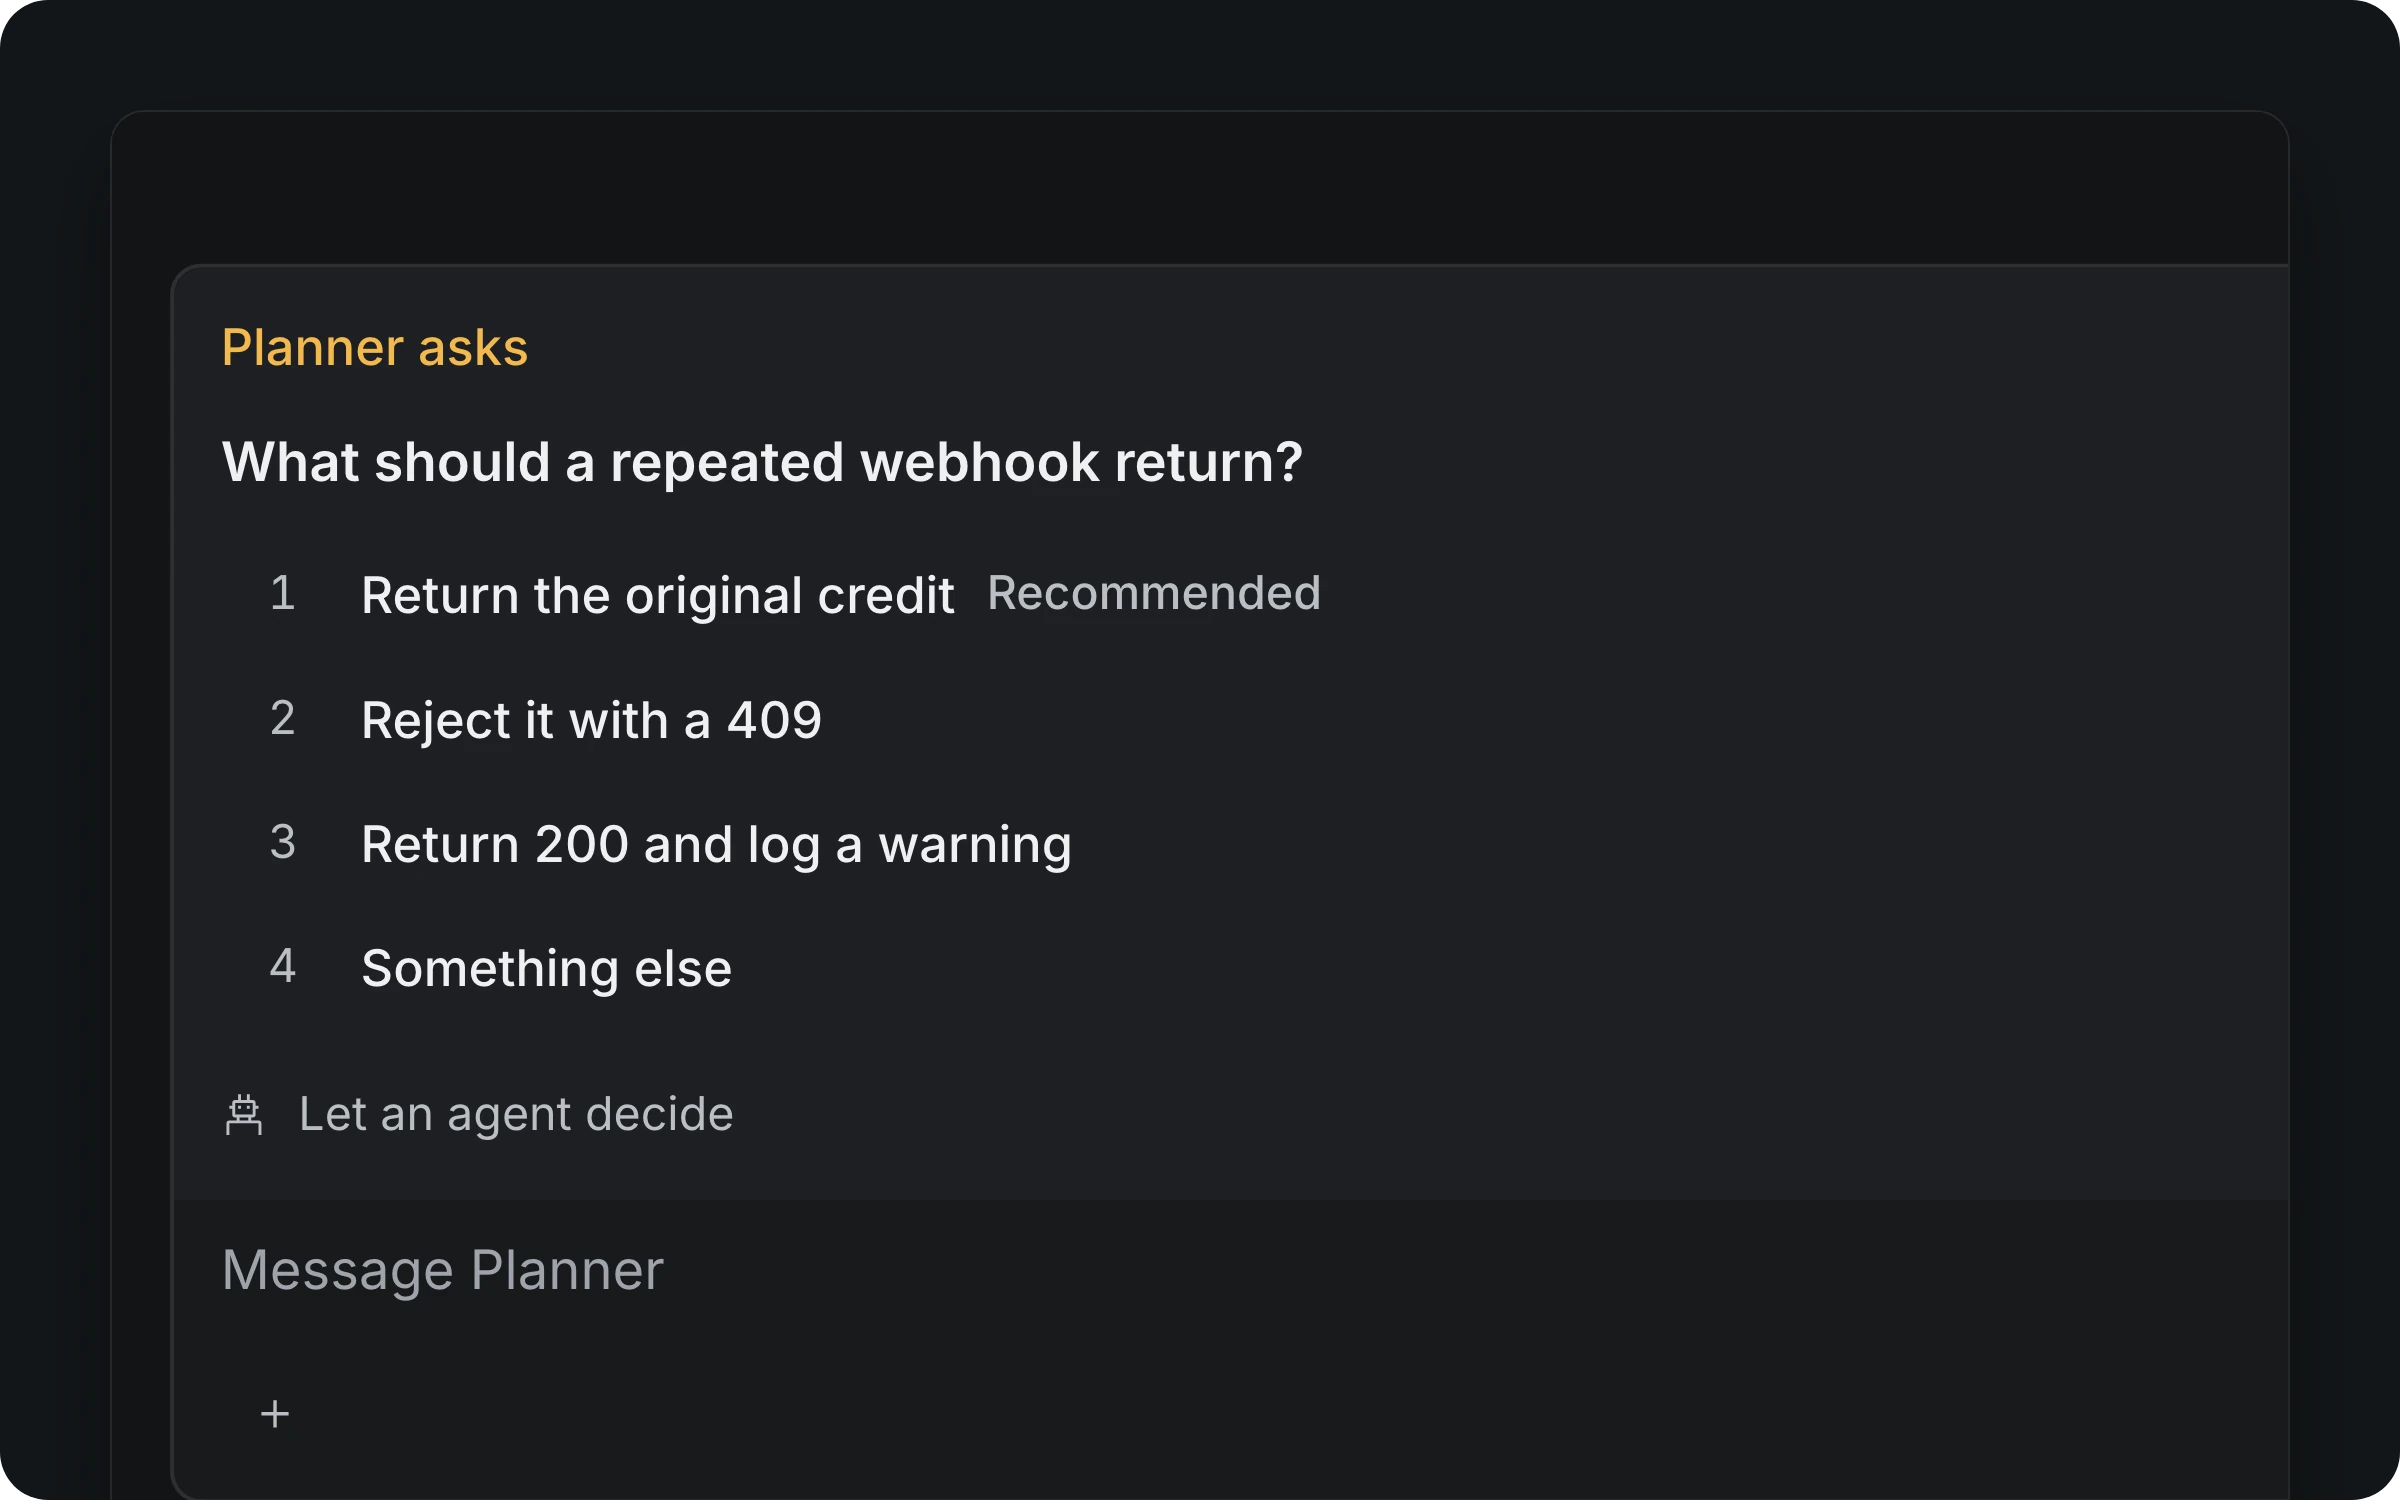 Planner asks
What should a repeated webhook return?
1 Return the original credit Recommended
2 Reject it with a 409
3 Return 200 and log a warning
4 Something else
Let an agent decide
Message Planner
+